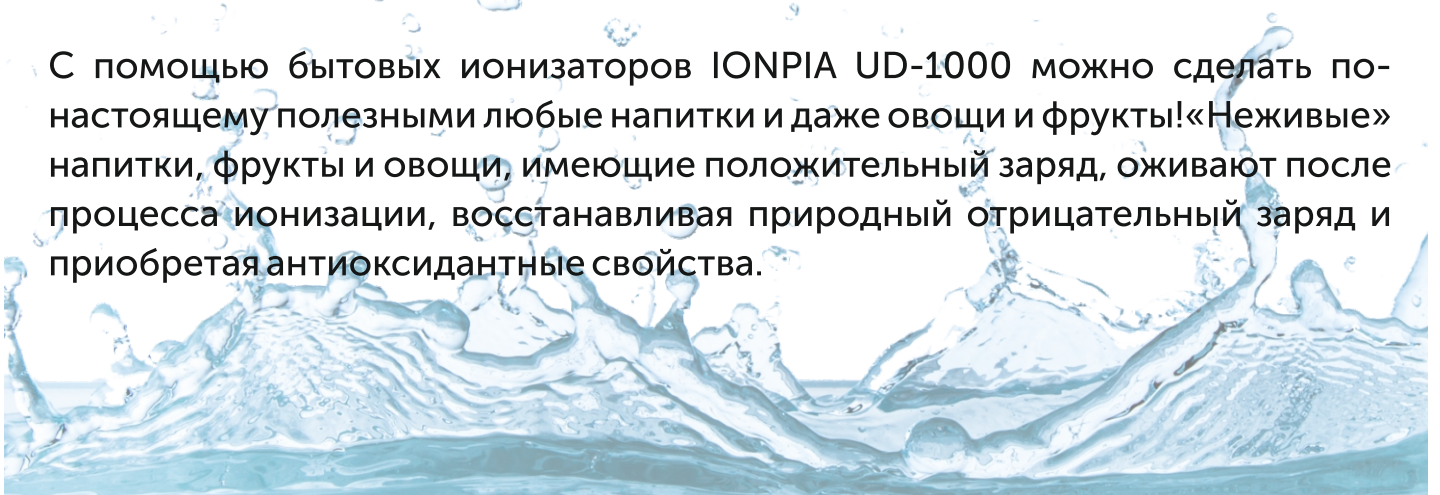 С помощью бытовых ионизаторов IONPIA UD-1000 можно сделать по-
настоящему полезными любые напитки и даже овощи и фрукты!«Неживые»
напитки, фрукты и овощи, имеющие положительный заряд, оживают после
процесса ионизации, восстанавливая природный отрицательный заряд и
приобретая антиоксидантные свойства.